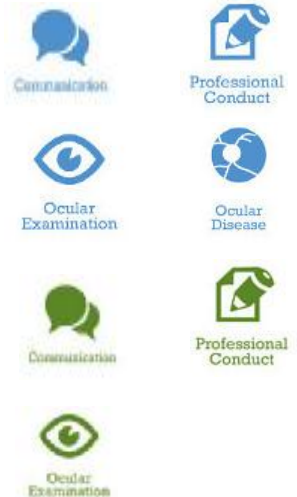 Communication
Professional
Conduct
Ocular
Examination
Ocular
Disease
Communication
Professional
Conduct
Ocular
Examination